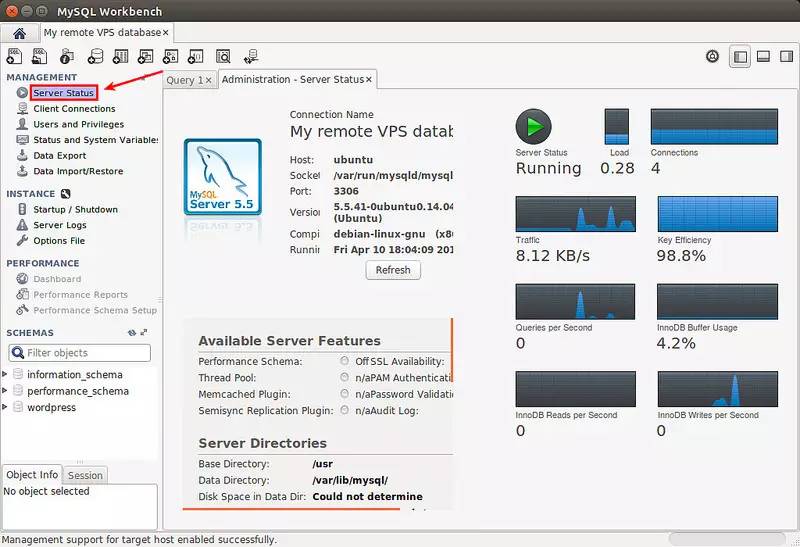 MySQL Workbench
My remote VPS database×
MANAGEMENT
Server Status
Client Connections
Users and Privileges
Status and System Variables
Data Export
Data Import/Restore
INSTANCE
Startup / Shutdown
Server Logs
Options File
PERFORMANCE
Dashboard
Performance Reports
Performance Schema Setup
SCHEMAS
Filter objects
information_schema
performance_schema
wordpress
Object Info Session
No object selected
Query 1 × Administration - Server Status ×
MySQL
Server 5.5
Connection Name
My remote VPS datab
Host: ubuntu
Socket /var/run/mysqld/mysql
Port: 3306
Version 5.5.41-0ubuntu0.14.04
(Ubuntu)
Compi debian-linux-gnu (x8
Runnin Fri Apr 10 18:04:09 201
Refresh
Available Server Features
Performance Schema: Off SSL Availability:
Thread Pool: n/a PAM Authenticati
Memcached Plugin: n/a Password Validati
Semisync Replication Plugin: n/a Audit Log:
Server Directories
Base Directory: /usr
Data Directory: /var/lib/mysql/
Disk Space in Data Dir: Could not determine
Server Status Load Connections
Running 0.28 4
Traffic Key Efficiency
8.12 KB/s 98.8%
Queries per Second InnoDB Buffer Usage
0 4.2%
InnoDB Reads per Second InnoDB Writes per Second
0 0
Management support for target host enabled successfully.